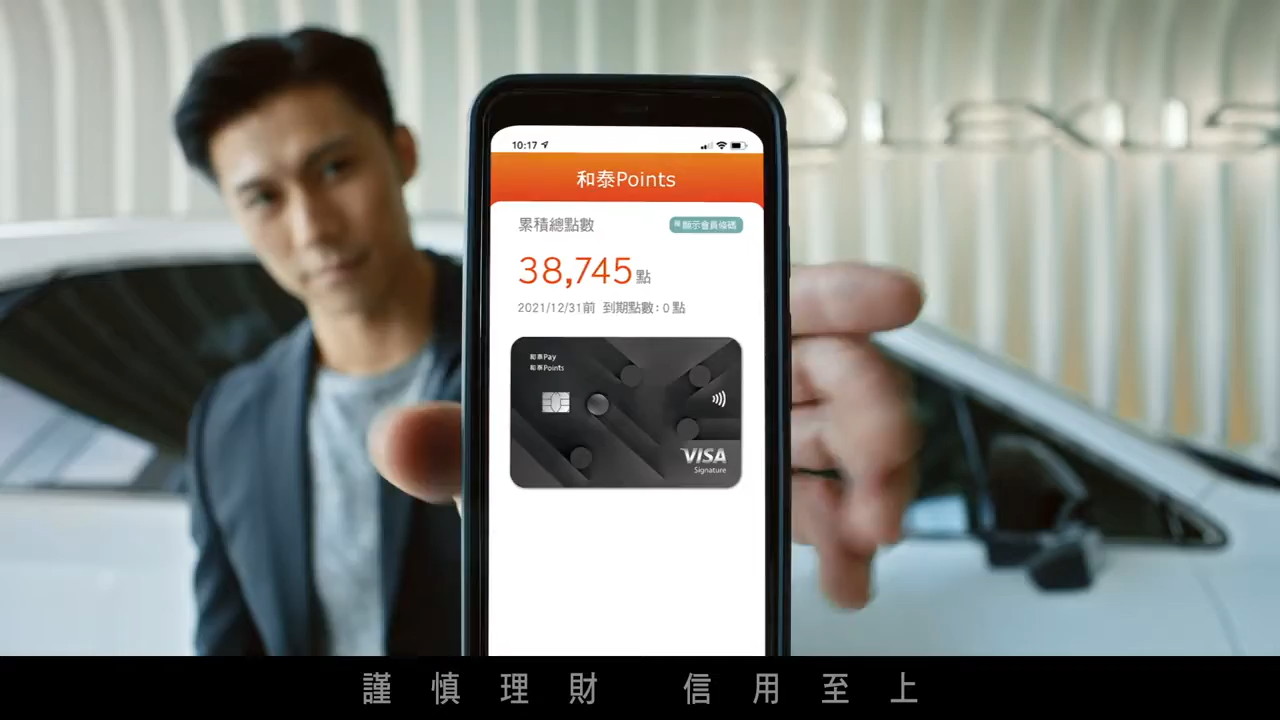 LEXUS
10:17
和泰Points
累積總點數
顯示會員條碼
38,745點
2021/12/31前 到期點數：0 點
和泰Pay
和泰Points
VISA
Signature
謹慎理財 信用至上